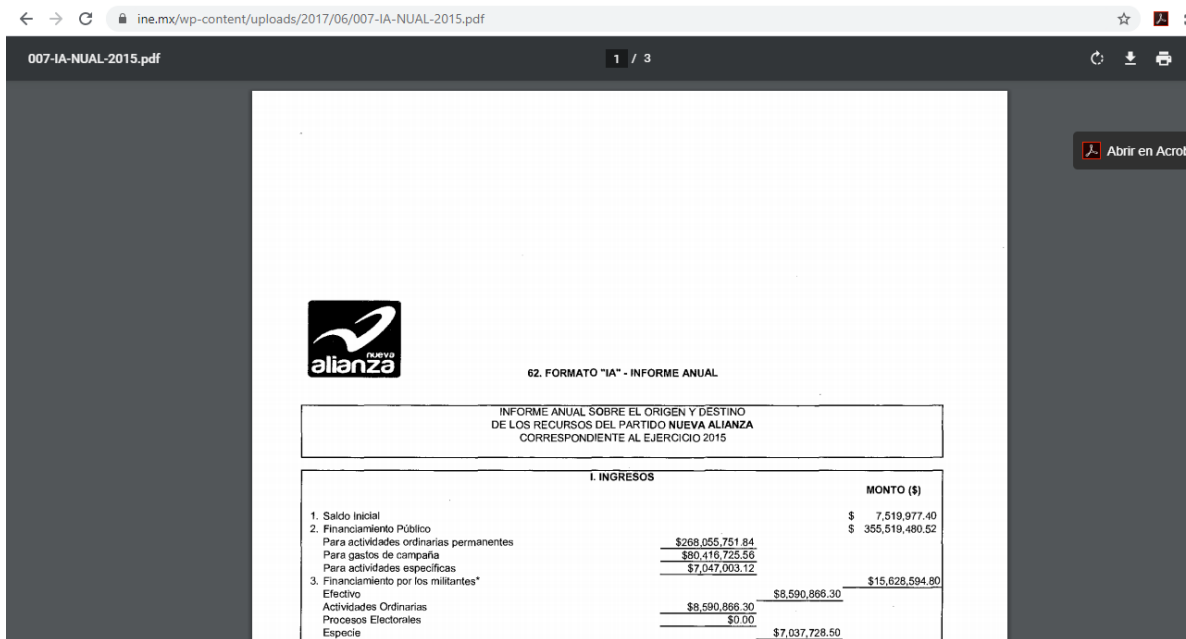 ine.mx/wp-content/uploads/2017/06/007-IA-NUAL-2015.pdf
007-IA-NUAL-2015.pdf
1 / 3
Abrir en Acrob
nueva
alianza
62. FORMATO "IA" - INFORME ANUAL
INFORME ANUAL SOBRE EL ORIGEN Y DESTINO
DE LOS RECURSOS DEL PARTIDO NUEVA ALIANZA
CORRESPONDIENTE AL EJERCICIO 2015
I. INGRESOS
MONTO ($)
1. Saldo Inicial $ 7,519,977.40
2. Financiamiento Público $ 355,519,480.52
Para actividades ordinarias permanentes $268,055,751.84
Para gastos de campaña $80,416,725.56
Para actividades específicas $7,047,003.12
3. Financiamiento por los militantes* $15,628,594.80
Efectivo $8,590,866.30
Actividades Ordinarias $8,590,866.30
Procesos Electorales $0.00
Especie $7,037,728.50